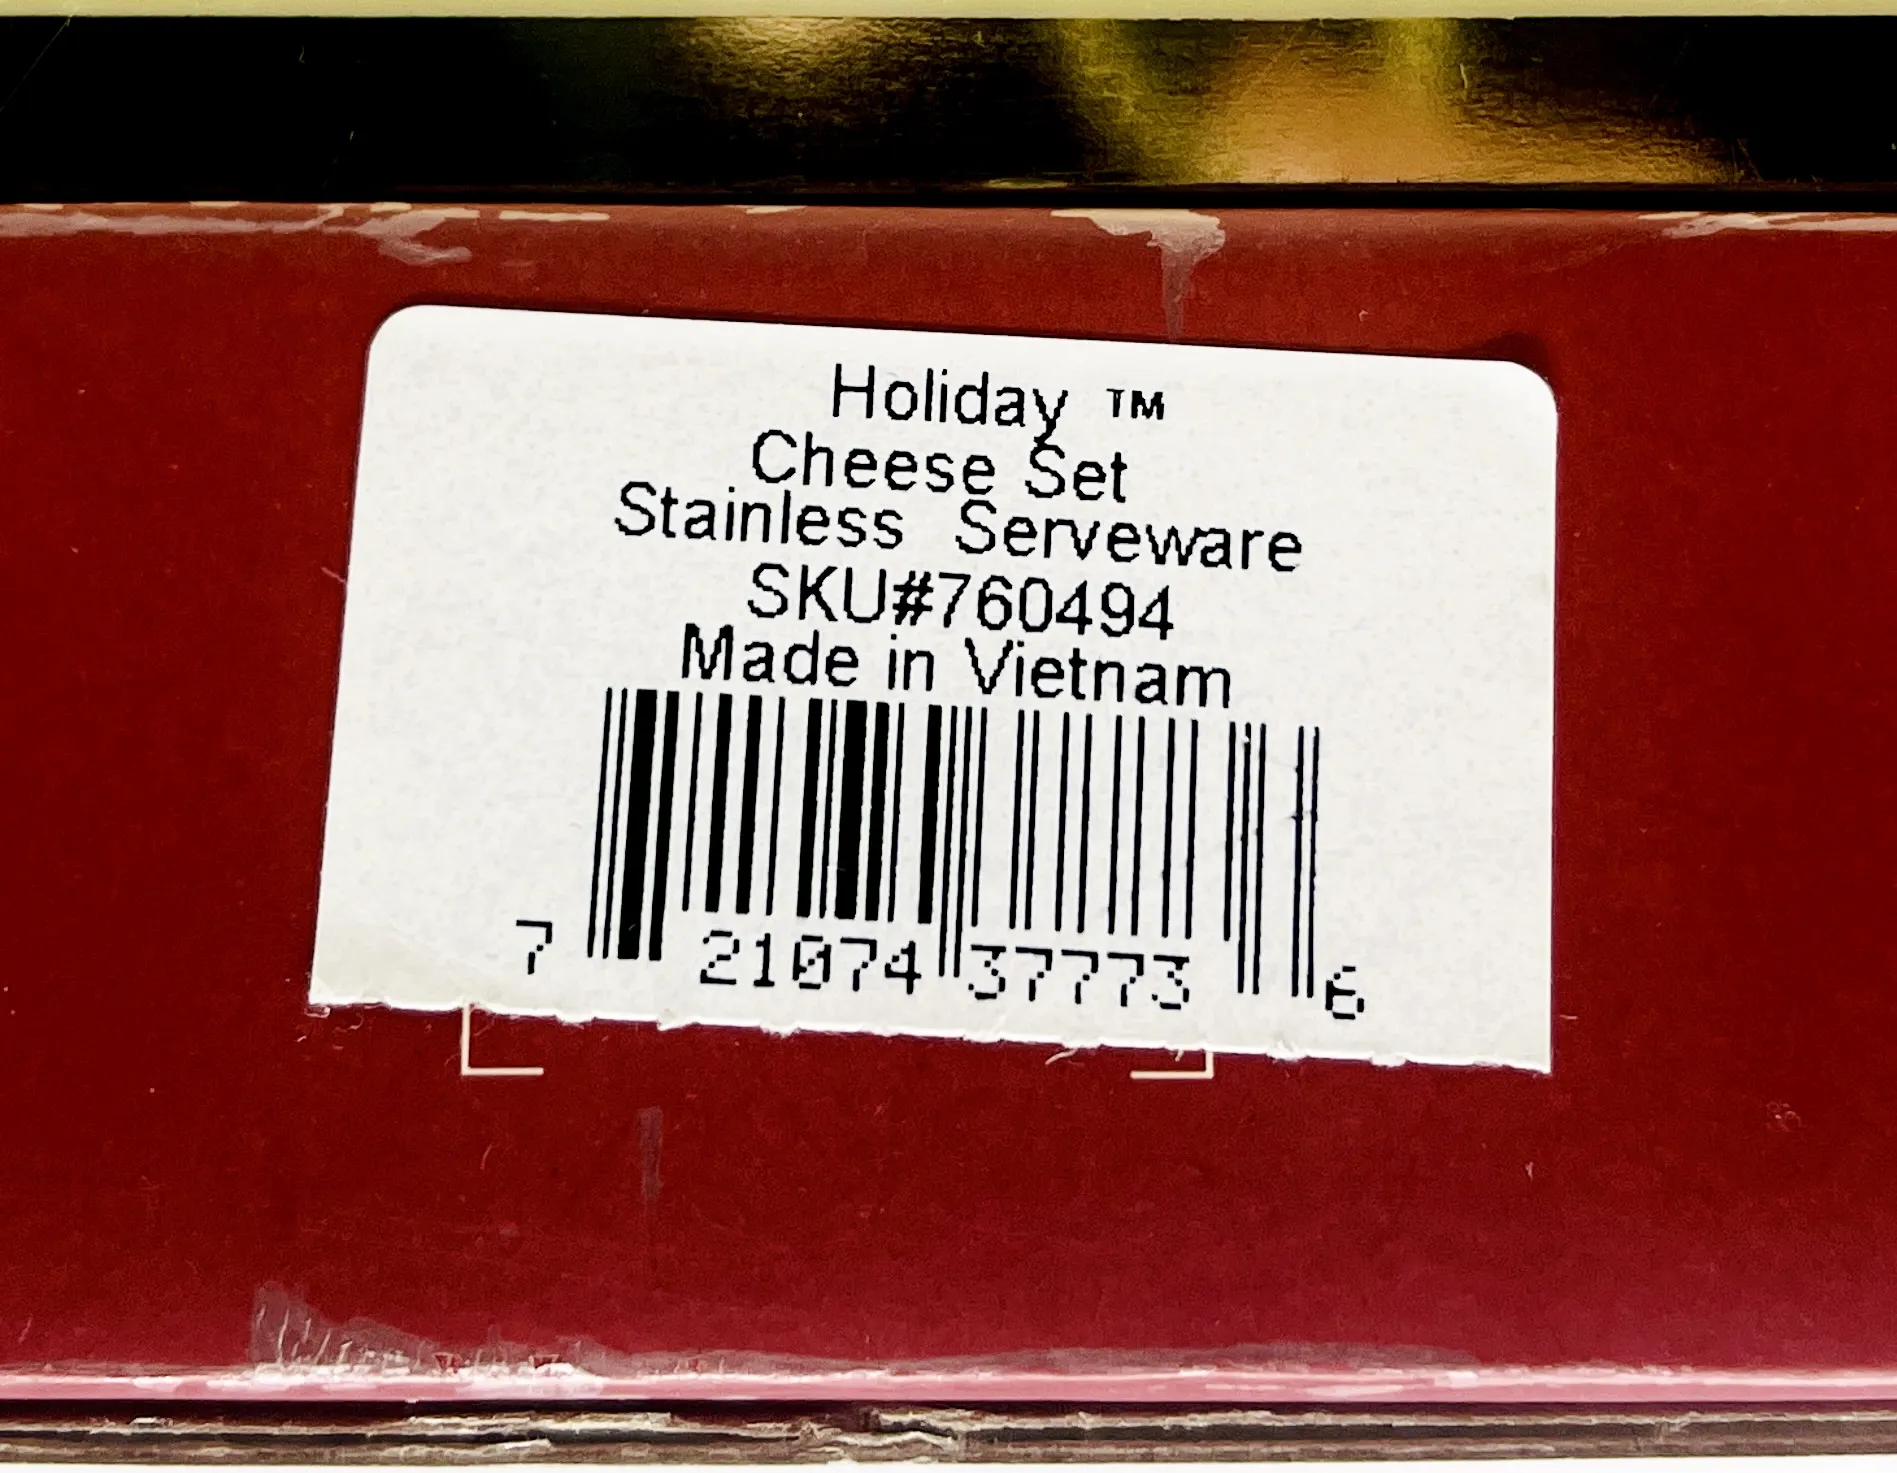 Holiday ™
Cheese Set
Stainless Serveware
SKU#760494
Made in Vietnam
7 21074 37773 6